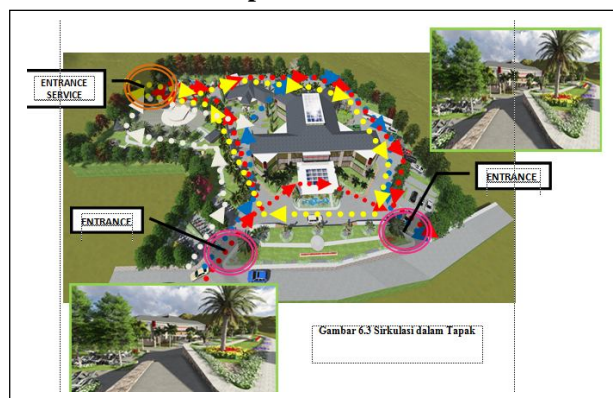 ENTRANCE
SERVICE
ENTRANCE
ENTRANCE
Gambar 6.3 Sirkulasi dalam Tapak